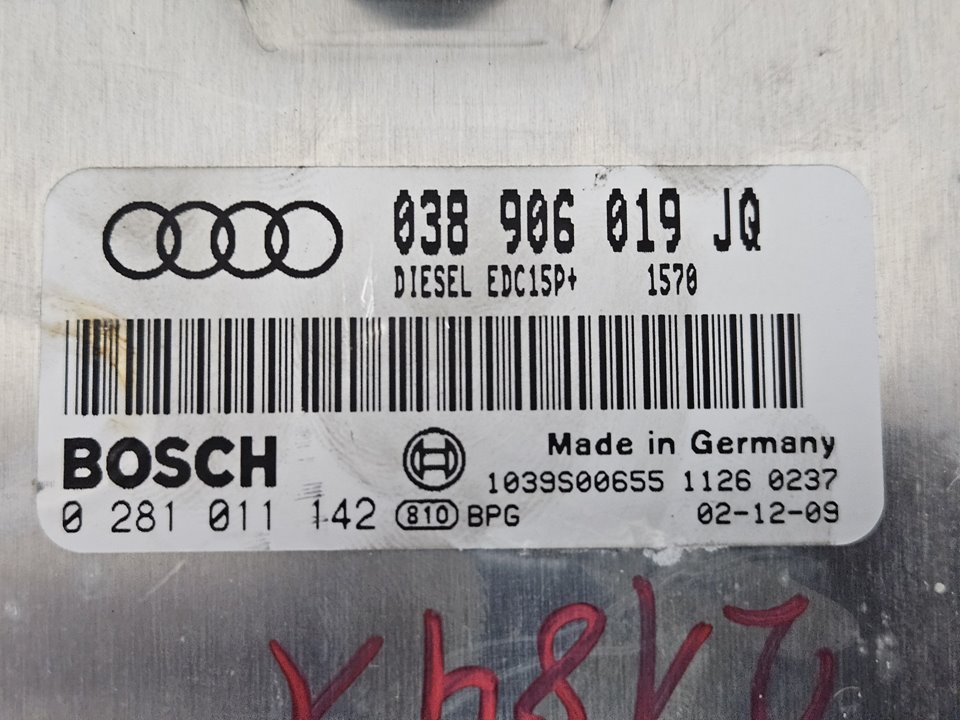 038 906 019 JQ
DIESEL EDC15P+ 1570
BOSCH
Made in Germany
1039S00655 1126 0237
0 281 011 142 810 BPG 02-12-09